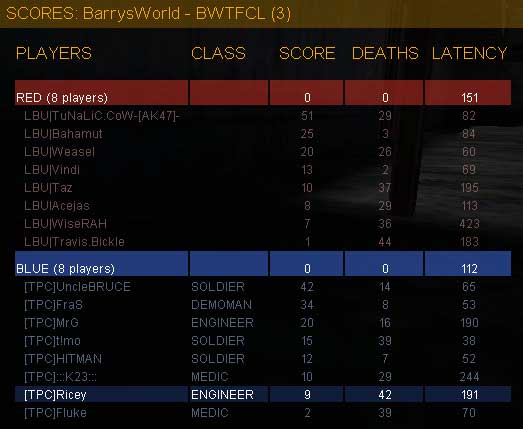 SCORES: BarrysWorld - BWTFCL (3)
PLAYERS CLASS SCORE DEATHS LATENCY
RED (8 players) 0 0 151
LBU|TuNaLiC.CoW-[AK47]- 51 29 82
LBU|Bahamut 25 3 84
LBU|Weasel 20 26 60
LBU|Vindi 13 2 69
LBU|Taz 10 37 195
LBU|Acejas 8 29 113
LBU|WiseRAH 7 36 423
LBU|Travis.Bickle 1 44 183
BLUE (8 players) 0 0 112
[TPC]UncleBRUCE SOLDIER 42 14 65
[TPC]FraS DEMOMAN 34 8 53
[TPC]MrG ENGINEER 20 16 190
[TPC]t!mo SOLDIER 15 39 38
[TPC]HITMAN SOLDIER 12 7 52
[TPC]:::K23::: MEDIC 10 29 244
[TPC]Ricey ENGINEER 9 42 191
[TPC]Fluke MEDIC 2 39 70